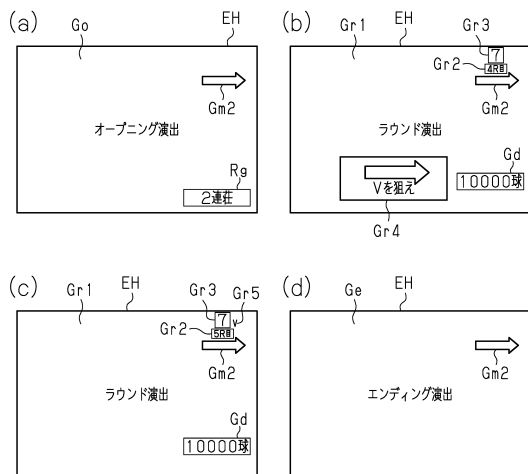 (a)
Go
EH
Gm2
オープニング演出
Rg
2連荘
(b)
Gr1
EH
Gr3
7
Gr2
4R目
Gm2
ラウンド演出
Gd
10000球
Vを狙え
Gr4
(c)
Gr1
EH
Gr3
Gr5
7
V
Gr2
5R目
Gm2
ラウンド演出
Gd
10000球
(d)
Ge
EH
Gm2
エンディング演出